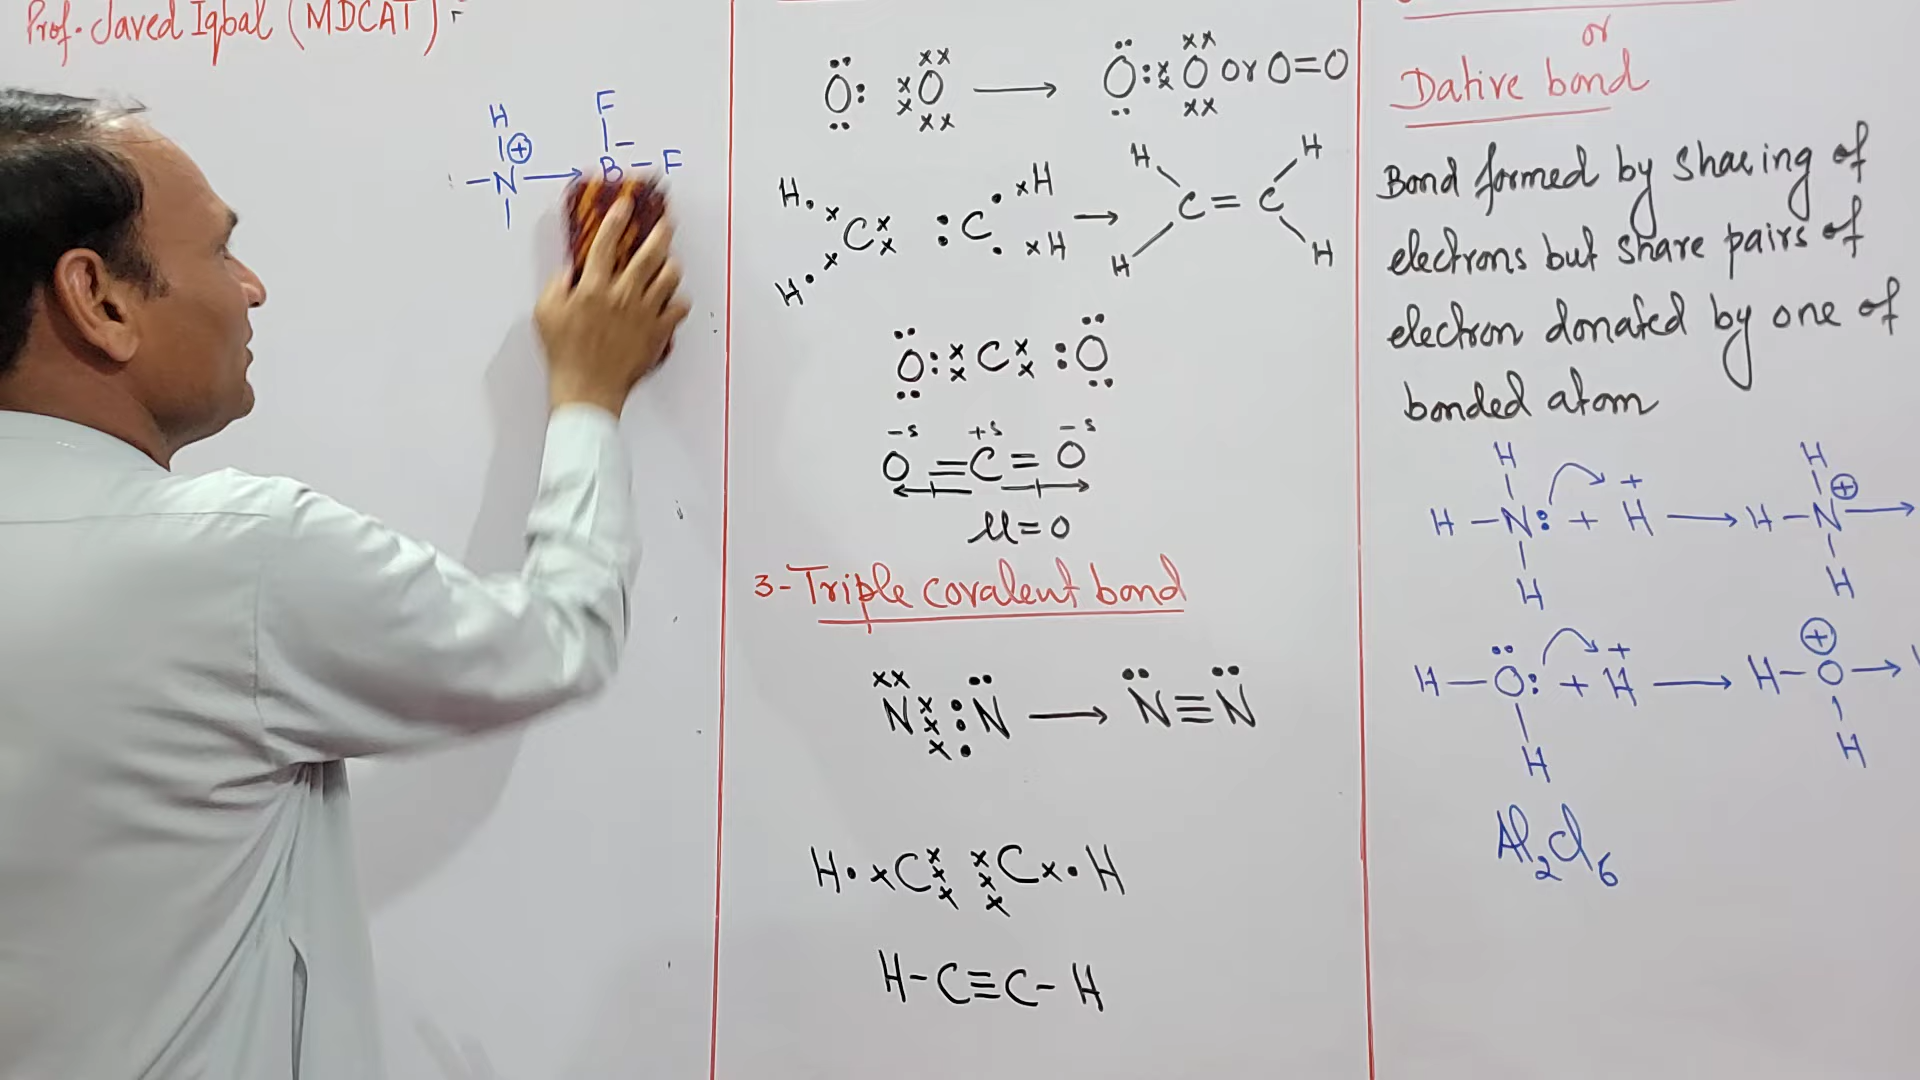 Prof. Javed Iqbal (MDCAT)
H F
⊕ −
−N→B−F
Ö: ××O×× → Ö:××O×× or O=O
H H
H.×C×× :C. ×H → C=C
H.× . ×H H H
Ö:××C××:Ö
−s +s −s
O=C=O
μ=0
3-Triple covalent bond
×× N××× :.N̈ → N̈≡N̈
H.×C××× ×××C×.H
H-C≡C-H
or
Dative bond
Bond formed by sharing of
electrons but share pairs of
electron donated by one of
bonded atom
H + H ⊕
H−N: + H → H−N→
H H
+ ⊕
H−Ö: + H → H−O→
H H
Al₂Cl₆